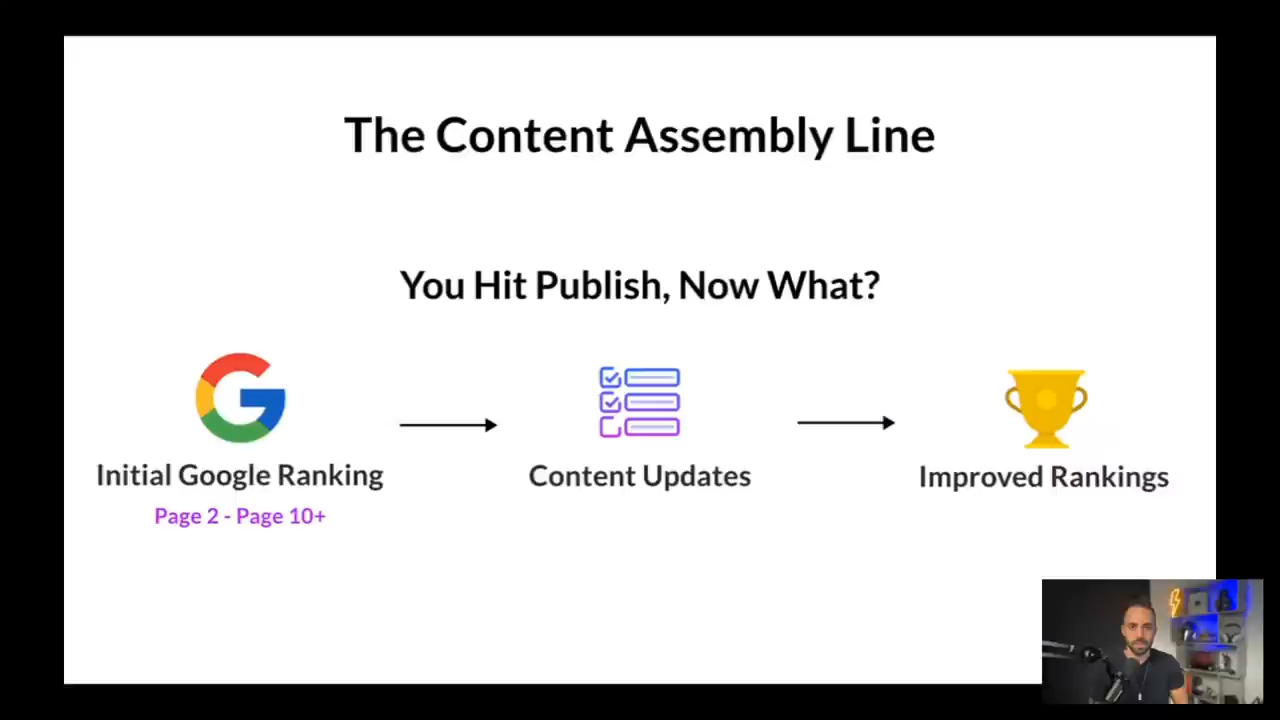 The Content Assembly Line
You Hit Publish, Now What?
Initial Google Ranking
Page 2 - Page 10+
Content Updates
Improved Rankings